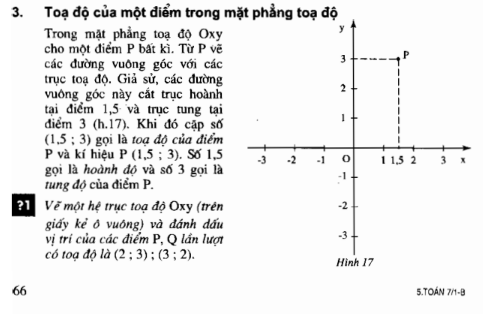 3. Toạ độ của một điểm trong mặt phẳng toạ độ
Trong mặt phẳng toạ độ Oxy
cho một điểm P bất kì. Từ P vẽ
các đường vuông góc với các
trục toạ độ. Giả sử, các đường
vuông góc này cắt trục hoành
tại điểm 1,5 và trục tung tại
điểm 3 (h.17). Khi đó cặp số
(1,5 ; 3) gọi là toạ độ của điểm
P và kí hiệu P (1,5 ; 3). Số 1,5
gọi là hoành độ và số 3 gọi là
tung độ của điểm P.
?1 Vẽ một hệ trục toạ độ Oxy (trên
giấy kẻ ô vuông) và đánh dấu
vị trí của các điểm P, Q lần lượt
có toạ độ là (2 ; 3) ; (3 ; 2).
y
3
P
2
1
-3 -2 -1 O 1 1,5 2 3 x
-1
-2
-3
Hình 17
66
5.TOÁN 7/1-B